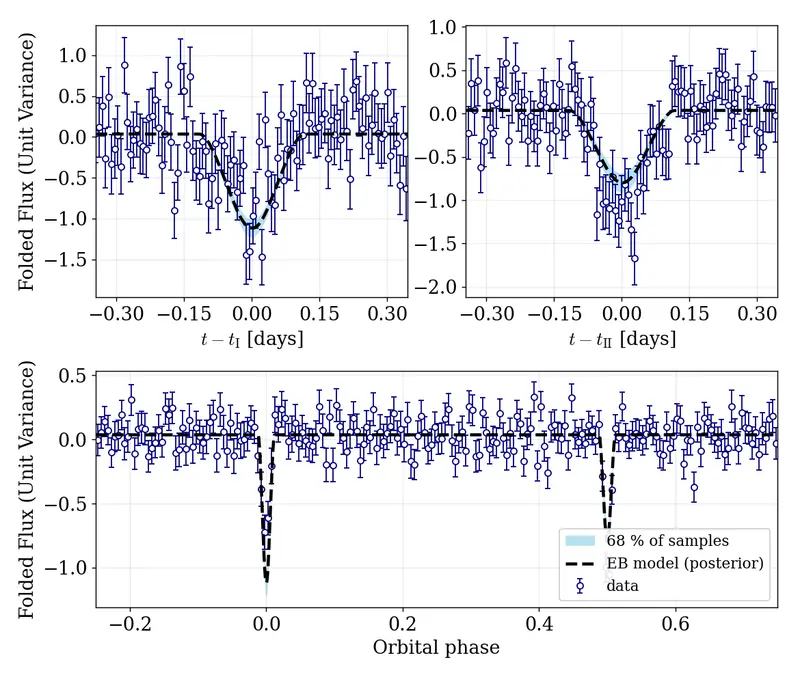 1.0
0.5
0.0
−0.5
−1.0
−1.5
Folded Flux (Unit Variance)
−0.30 −0.15 0.00 0.15 0.30
t − tI [days]
1.0
0.5
0.0
−0.5
−1.0
−1.5
−2.0
−0.30 −0.15 0.00 0.15 0.30
t − tII [days]
0.5
0.0
−0.5
−1.0
Folded Flux (Unit Variance)
68 % of samples
EB model (posterior)
data
−0.2 0.0 0.2 0.4 0.6
Orbital phase